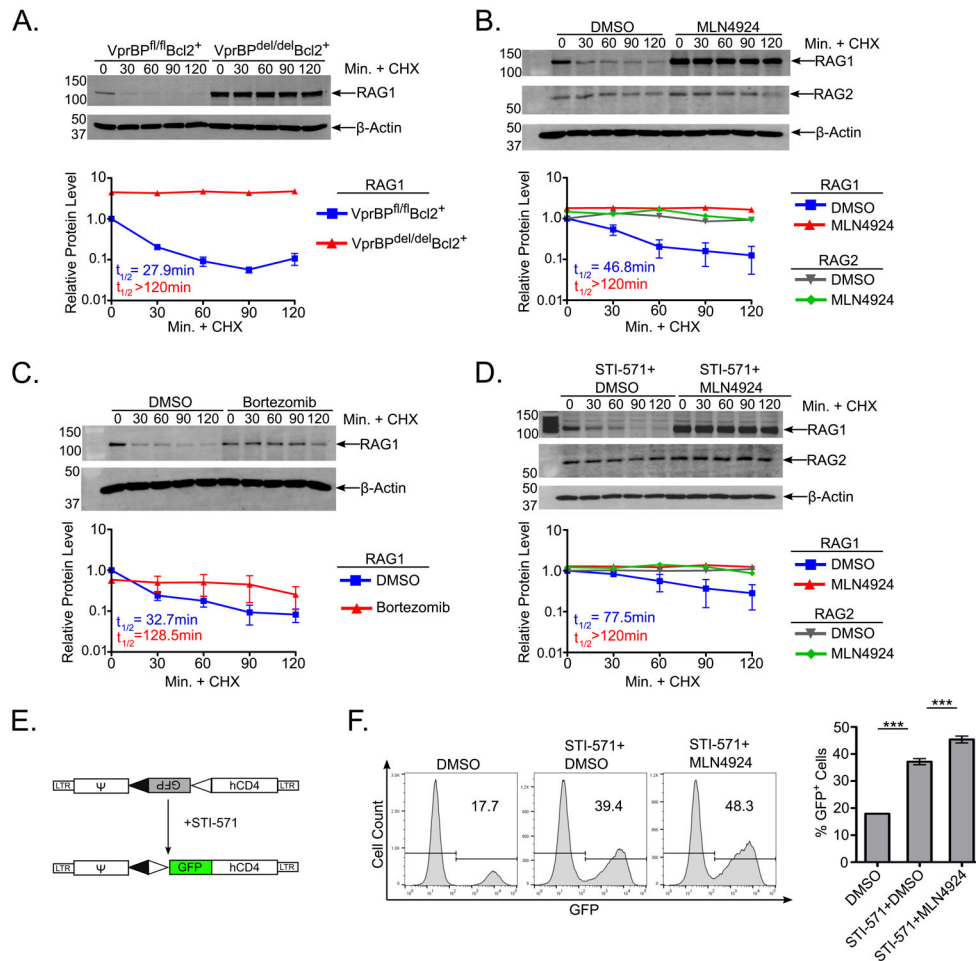 A.
VprBP^fl/fl Bcl2+ VprBP^del/del Bcl2+
0 30 60 90 120 0 30 60 90 120 Min. + CHX
150
100
RAG1
50
37
β-Actin
Relative Protein Level
10
1.0
0.1
0.01
t1/2= 27.9min
t1/2 >120min
0 30 60 90 120
Min. + CHX
RAG1
VprBP^fl/fl Bcl2+
VprBP^del/del Bcl2+
B.
DMSO MLN4924
0 30 60 90 120 0 30 60 90 120 Min. + CHX
150
100
RAG1
50
RAG2
50
37
β-Actin
Relative Protein Level
10
1.0
0.1
0.01
t1/2= 46.8min
t1/2 >120min
0 30 60 90 120
Min. + CHX
RAG1
DMSO
MLN4924
RAG2
DMSO
MLN4924
C.
DMSO Bortezomib
0 30 60 90 120 0 30 60 90 120 Min. + CHX
150
100
RAG1
50
37
β-Actin
Relative Protein Level
10
1.0
0.1
0.01
t1/2= 32.7min
t1/2=128.5min
0 30 60 90 120
Min. + CHX
RAG1
DMSO
Bortezomib
D.
STI-571+ STI-571+
DMSO MLN4924
0 30 60 90 120 0 30 60 90 120 Min. + CHX
150
100
RAG1
50
RAG2
50
37
β-Actin
Relative Protein Level
10
1.0
0.1
0.01
t1/2= 77.5min
t1/2 >120min
0 30 60 90 120
Min. + CHX
RAG1
DMSO
MLN4924
RAG2
DMSO
MLN4924
E.
LTR Ψ GFP hCD4 LTR
+STI-571
LTR Ψ GFP hCD4 LTR
F.
Cell Count
DMSO
17.7
STI-571+
DMSO
39.4
STI-571+
MLN4924
48.3
GFP
% GFP+ Cells
50
40
30
20
10
0
*** ***
DMSO
STI-571+DMSO
STI-571+MLN4924